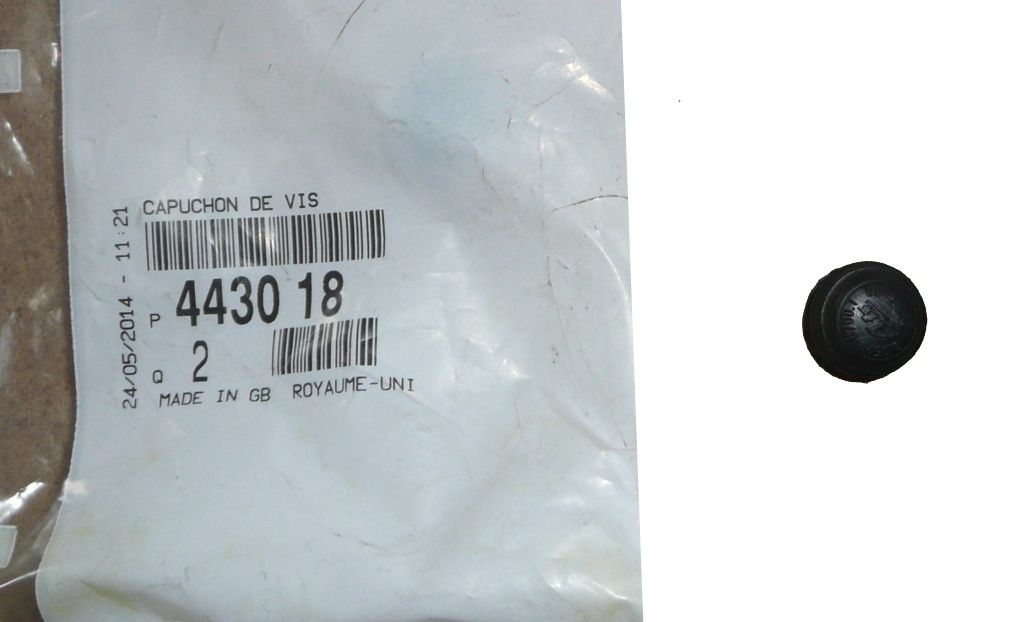 CAPUCHON DE VIS
P 4430 18
Q 2
MADE IN GB ROYAUME-UNI
24/05/2014 - 11:21